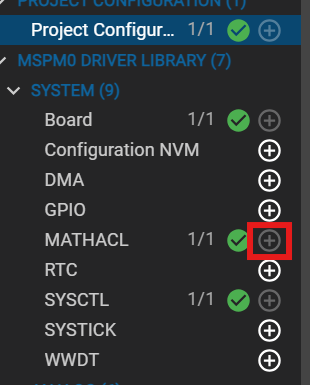 PROJECT CONFIGURATION (1)
Project Configur... 1/1
MSPM0 DRIVER LIBRARY (7)
SYSTEM (9)
Board 1/1
Configuration NVM
DMA
GPIO
MATHACL 1/1
RTC
SYSCTL 1/1
SYSTICK
WWDT